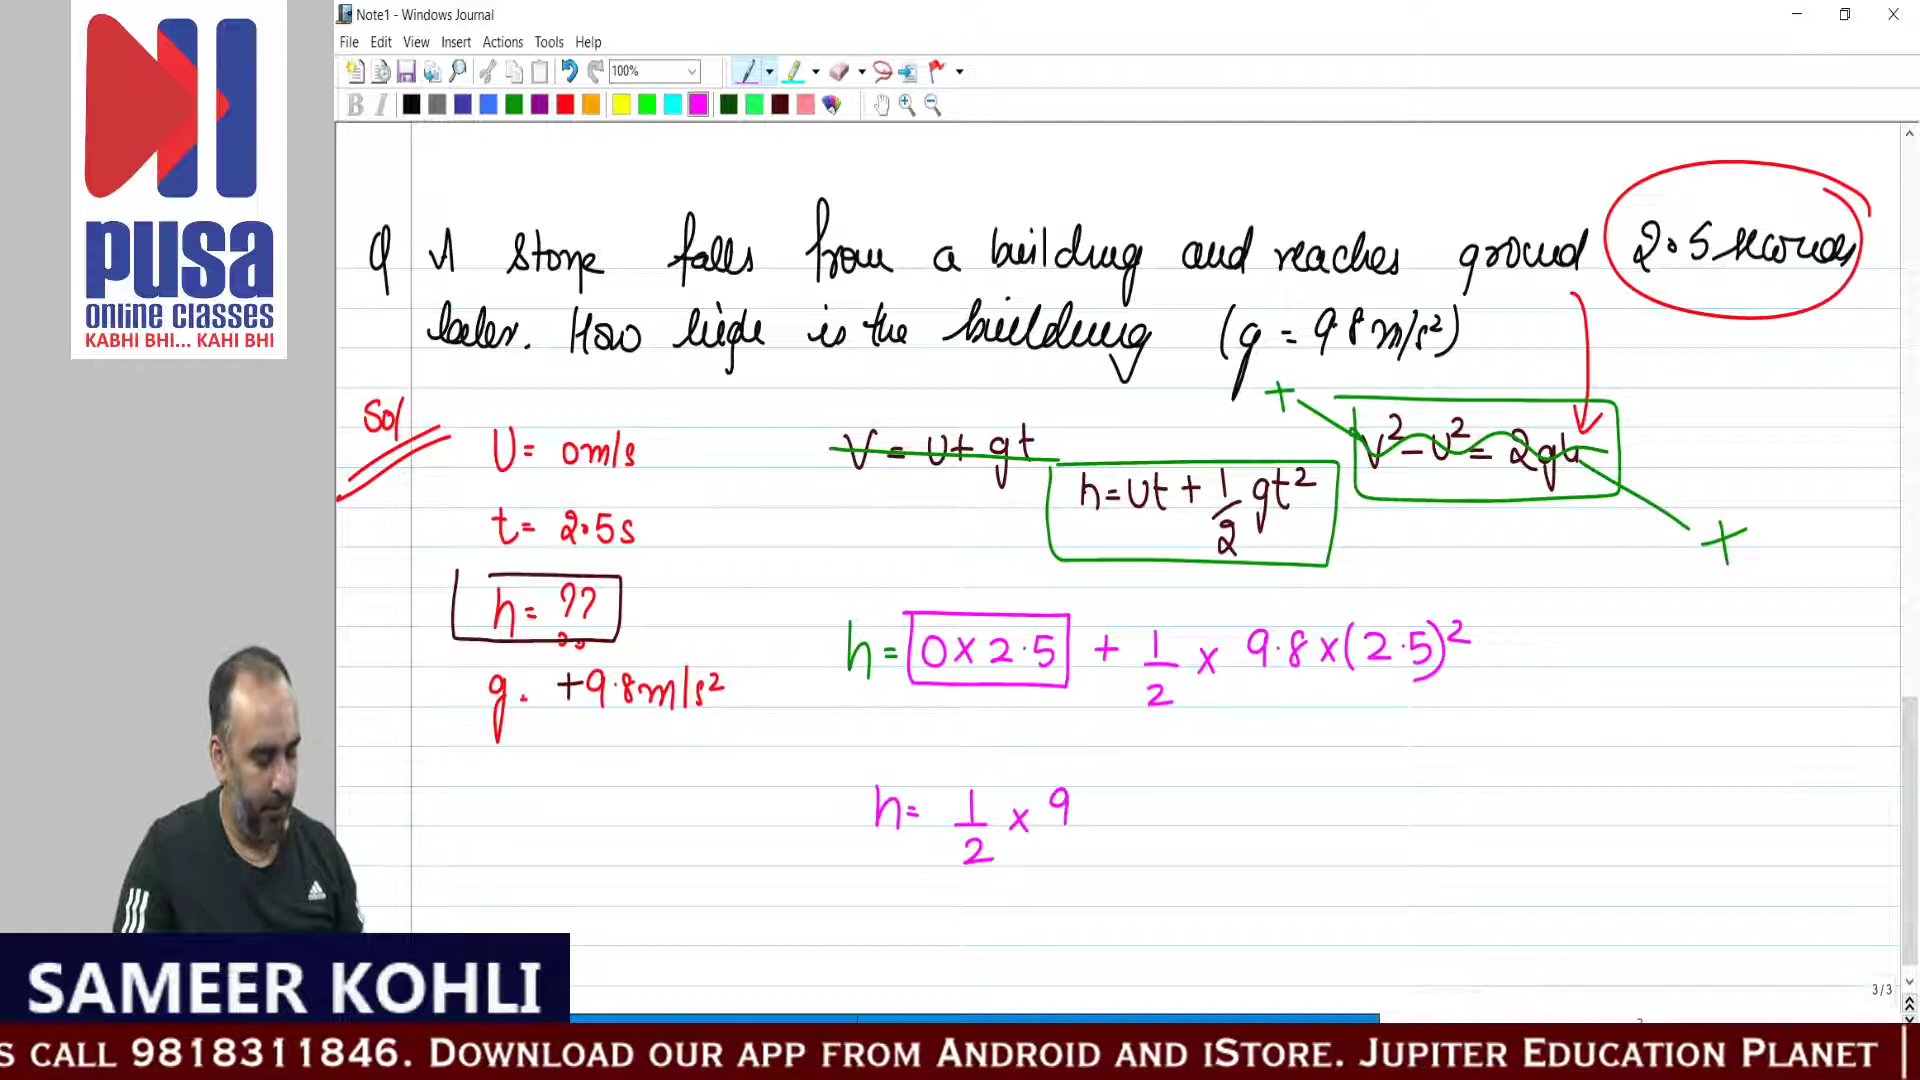 Note1 - Windows Journal
File Edit View Insert Actions Tools Help
100%
B I
PUSA
ONLINE CLASSES
KABHI BHI... KAHI BHI
Q A stone falls from a building and reaches ground 2.5 seconds
later. How high is the building (g = 9.8 m/s²)
Sol
U = 0m/s
V = U + gt
V² - U² = 2gh
h = Ut + 1/2 gt²
t = 2.5s
h = ??
h = 0 × 2.5 + 1/2 × 9.8 × (2.5)²
g. +9.8m/s²
h = 1/2 × 9
3 / 3
SAMEER KOHLI
S CALL 9818311846. DOWNLOAD OUR APP FROM ANDROID AND ISTORE. JUPITER EDUCATION PLANET